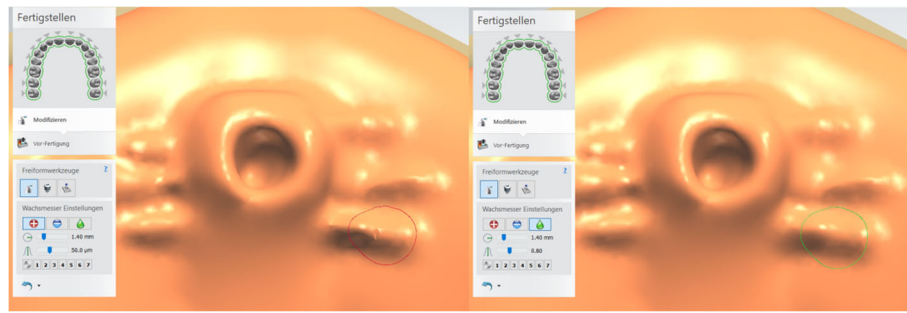 Fertigstellen
Modifizieren
Vor-Fertigung
Freiformwerkzeuge ?
Wachsmesser Einstellungen
1.40 mm
50.0 µm
1 2 3 4 5 6 7
Fertigstellen
Modifizieren
Vor-Fertigung
Freiformwerkzeuge ?
Wachsmesser Einstellungen
1.40 mm
0.80
1 2 3 4 5 6 7